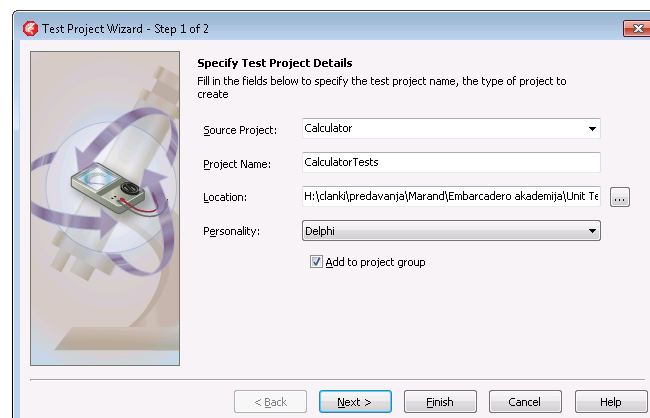 Test Project Wizard - Step 1 of 2
Specify Test Project Details
Fill in the fields below to specify the test project name, the type of project to
create
Source Project: Calculator
Project Name: CalculatorTests
Location: H:\clanki\predavanja\Marand\Embarcadero akademija\Unit Te ...
Personality: Delphi
Add to project group
< Back Next > Finish Cancel Help